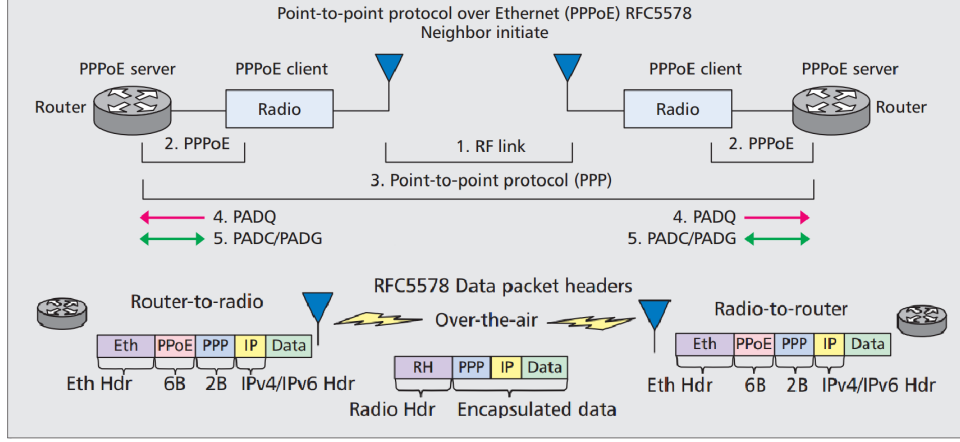 Point-to-point protocol over Ethernet (PPPoE) RFC5578
Neighbor initiate
PPPoE server
PPPoE client
PPPoE client
PPPoE server
Router
Radio
Radio
Router
2. PPPoE
1. RF link
2. PPPoE
3. Point-to-point protocol (PPP)
4. PADQ
4. PADQ
5. PADC/PADG
5. PADC/PADG
RFC5578 Data packet headers
Router-to-radio
Over-the-air
Radio-to-router
Eth PPoE PPP IP Data
Eth Hdr 6B 2B IPv4/IPv6 Hdr
RH PPP IP Data
Radio Hdr Encapsulated data
Eth PPoE PPP IP Data
Eth Hdr 6B 2B IPv4/IPv6 Hdr